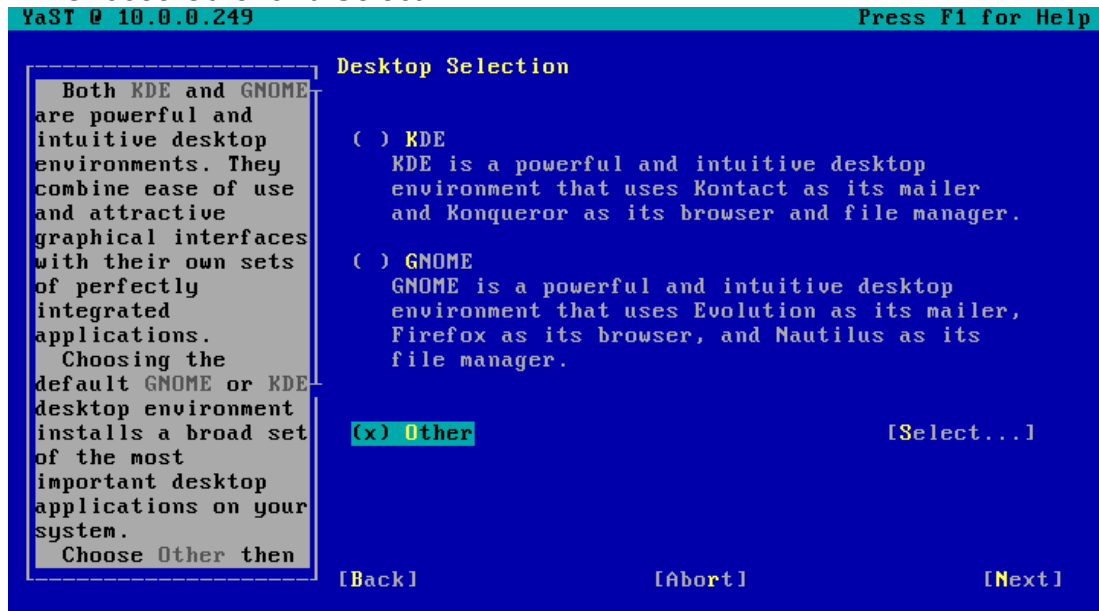 YaST @ 10.0.0.249 Press F1 for Help
Desktop Selection
Both KDE and GNOME
are powerful and
intuitive desktop
environments. They
combine ease of use
and attractive
graphical interfaces
with their own sets
of perfectly
integrated
applications.
Choosing the
default GNOME or KDE
desktop environment
installs a broad set
of the most
important desktop
applications on your
system.
Choose Other then
( ) KDE
KDE is a powerful and intuitive desktop
environment that uses Kontact as its mailer
and Konqueror as its browser and file manager.
( ) GNOME
GNOME is a powerful and intuitive desktop
environment that uses Evolution as its mailer,
Firefox as its browser, and Nautilus as its
file manager.
(x) Other [Select...]
[Back] [Abort] [Next]